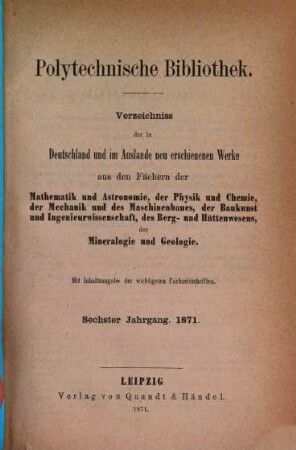 Polytechnische Bibliothek.
Verzeichniss
der in
Deutschland und im Auslande neu erschienenen Werke
aus den Fächern der
Mathematik und Astronomie, der Physik und Chemie,
der Mechanik und des Maschinenbaues, der Baukunst
und Ingenieurwissenschaft, des Berg- und Hüttenwesens,
der
Mineralogie und Geologie.
Mit Inhaltsangabe der wichtigsten Fachzeitschriften.
Sechster Jahrgang. 1871.
LEIPZIG
Verlag von Quandt & Händel.
1871.